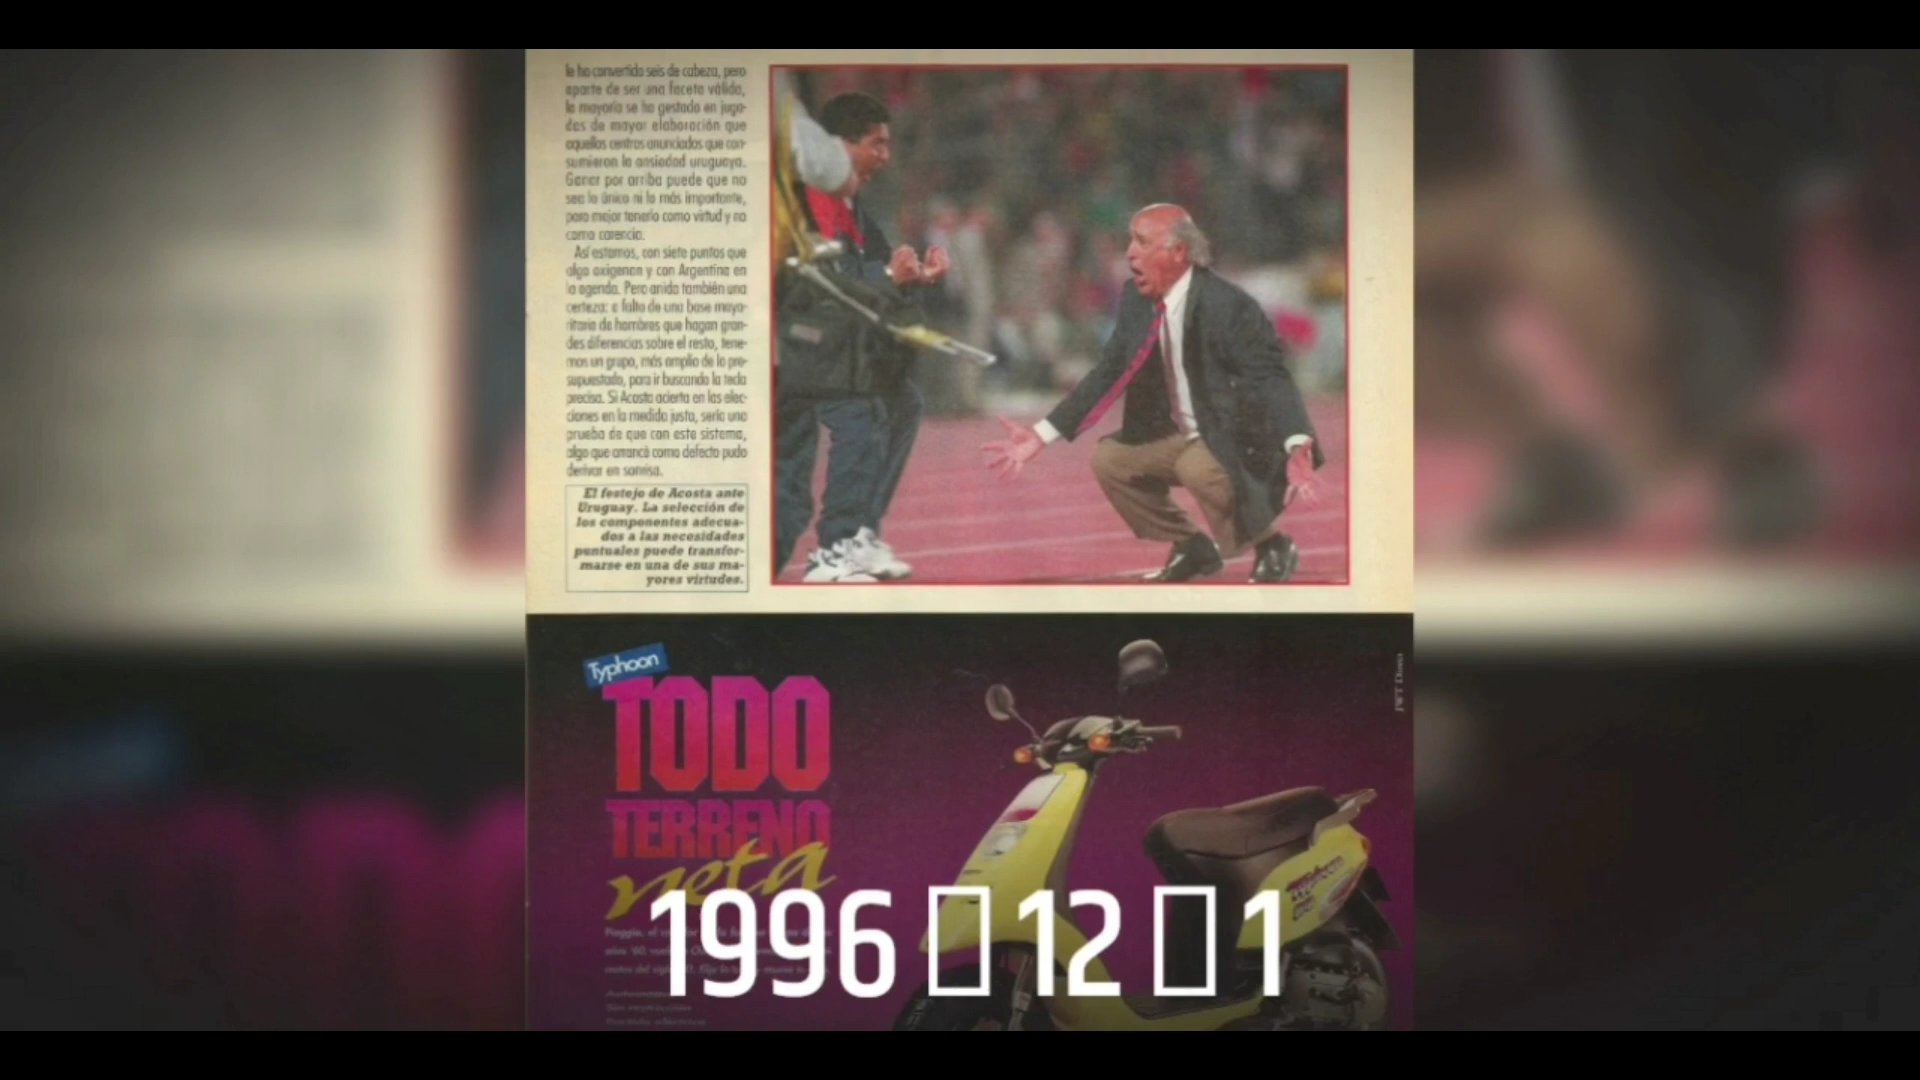 le ha convertido seis de cabeza, pero
aparte de ser una faceta válida,
la mayoría se ha gestado en juga-
das de mayor elaboración que
aquellos centros anunciados que con-
sumieron la ansiedad uruguaya.
Ganar por arriba puede que no
sea lo único ni lo más importante,
pero mejor tenerlo como virtud y no
como carencia.
Así estamos, con siete puntos que
algo oxigenan y con Argentina en
la agenda. Pero anida también una
certeza: a falta de una base mayo-
ritaria de hombres que hagan gran-
des diferencias sobre el resto, tene-
mos un grupo, más amplio de lo pre-
supuestado, para ir buscando la tecla
precisa. Si Acosta acierta en las elec-
ciones en la medida justa, sería una
prueba de que con este sistema,
algo que arrancó como defecto pudo
derivar en sonrisa.
El festejo de Acosta ante
Uruguay. La selección de
los componentes adecua-
dos a las necesidades
puntuales puede transfor-
marse en una de sus ma-
yores virtudes.
JWT Dona
Typhoon
TODO
TERRENO
neta
1996 □ 12 □ 1
Sin restricción
Partida eléctrica